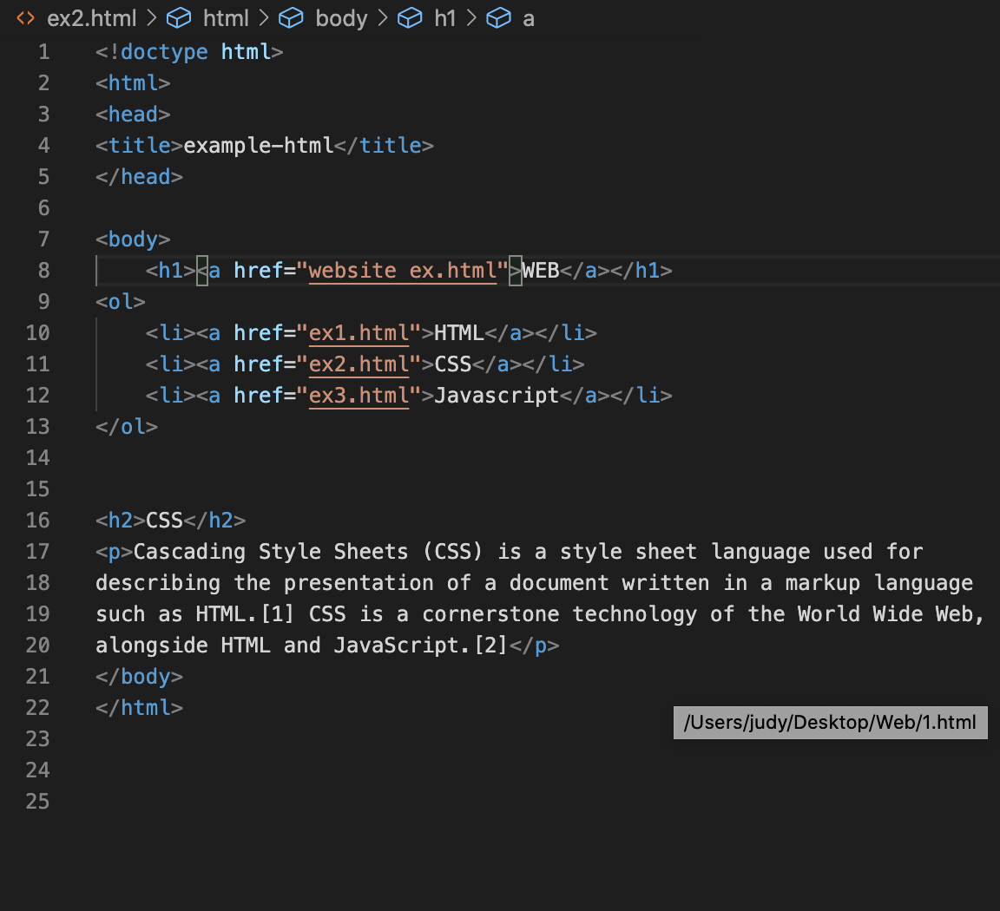 <> ex2.html > html > body > h1 > a
1 <!doctype html>
2 <html>
3 <head>
4 <title>example-html</title>
5 </head>
6
7 <body>
8 <h1><a href="website ex.html">WEB</a></h1>
9 <ol>
10 <li><a href="ex1.html">HTML</a></li>
11 <li><a href="ex2.html">CSS</a></li>
12 <li><a href="ex3.html">Javascript</a></li>
13 </ol>
14
15
16 <h2>CSS</h2>
17 <p>Cascading Style Sheets (CSS) is a style sheet language used for
18 describing the presentation of a document written in a markup language
19 such as HTML.[1] CSS is a cornerstone technology of the World Wide Web,
20 alongside HTML and JavaScript.[2]</p>
21 </body>
22 </html>
/Users/judy/Desktop/Web/1.html
23
24
25